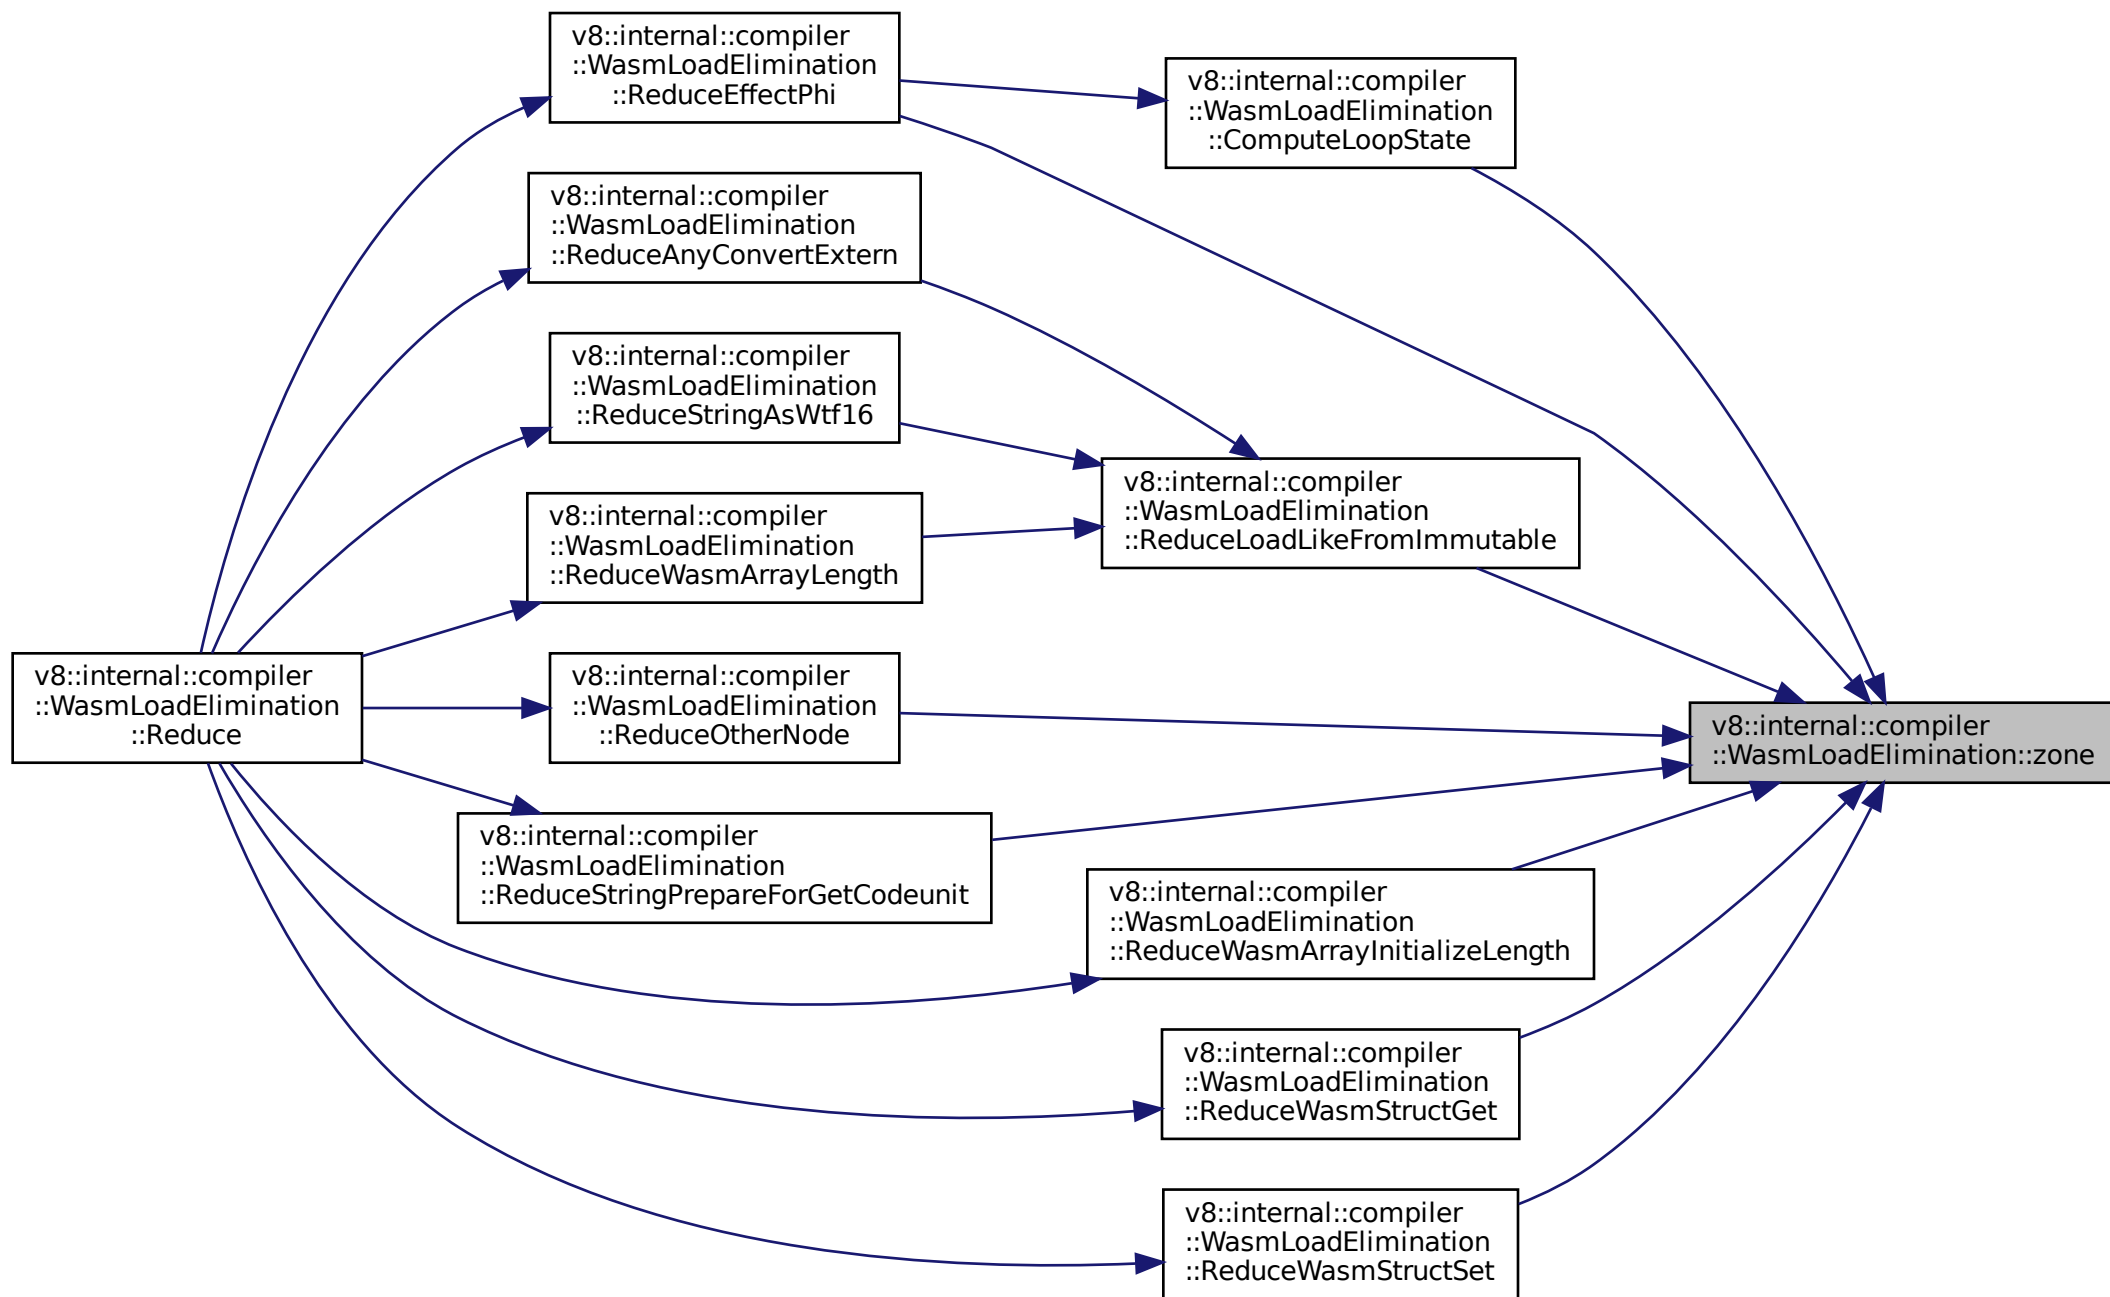 v8::internal::compiler
::WasmLoadElimination
::ReduceEffectPhi
v8::internal::compiler
::WasmLoadElimination
::ComputeLoopState
v8::internal::compiler
::WasmLoadElimination
::ReduceAnyConvertExtern
v8::internal::compiler
::WasmLoadElimination
::ReduceStringAsWtf16
v8::internal::compiler
::WasmLoadElimination
::ReduceLoadLikeFromImmutable
v8::internal::compiler
::WasmLoadElimination
::ReduceWasmArrayLength
v8::internal::compiler
::WasmLoadElimination
::Reduce
v8::internal::compiler
::WasmLoadElimination
::ReduceOtherNode
v8::internal::compiler
::WasmLoadElimination::zone
v8::internal::compiler
::WasmLoadElimination
::ReduceStringPrepareForGetCodeunit
v8::internal::compiler
::WasmLoadElimination
::ReduceWasmArrayInitializeLength
v8::internal::compiler
::WasmLoadElimination
::ReduceWasmStructGet
v8::internal::compiler
::WasmLoadElimination
::ReduceWasmStructSet